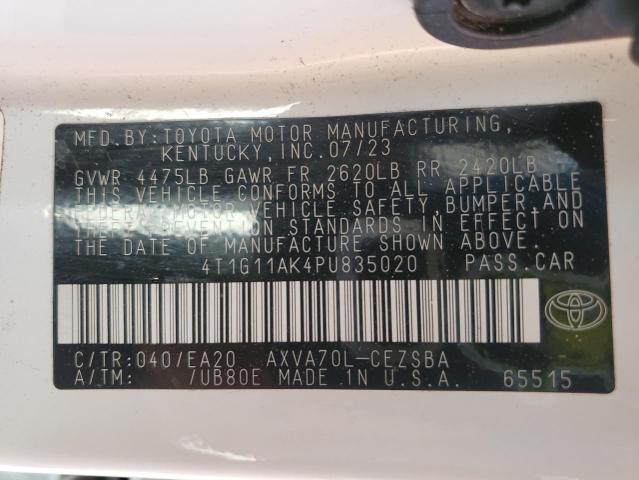 MFD.BY:TOYOTA MOTOR MANUFACTURING,
KENTUCKY,INC.07/23
GVWR 4475LB GAWR FR 2620LB RR 2420LB
THIS VEHICLE CONFORMS TO ALL APPLICABLE
FEDERAL MOTOR VEHICLE SAFETY, BUMPER,AND
THEFT PREVENTION STANDARDS IN EFFECT ON
THE DATE OF MANUFACTURE SHOWN ABOVE.
4T1G11AK4PU835020 PASS.CAR
C/TR:040/EA20 AXVA70L-CEZSBA
A/TM: /UB80E MADE IN U.S.A. 65515